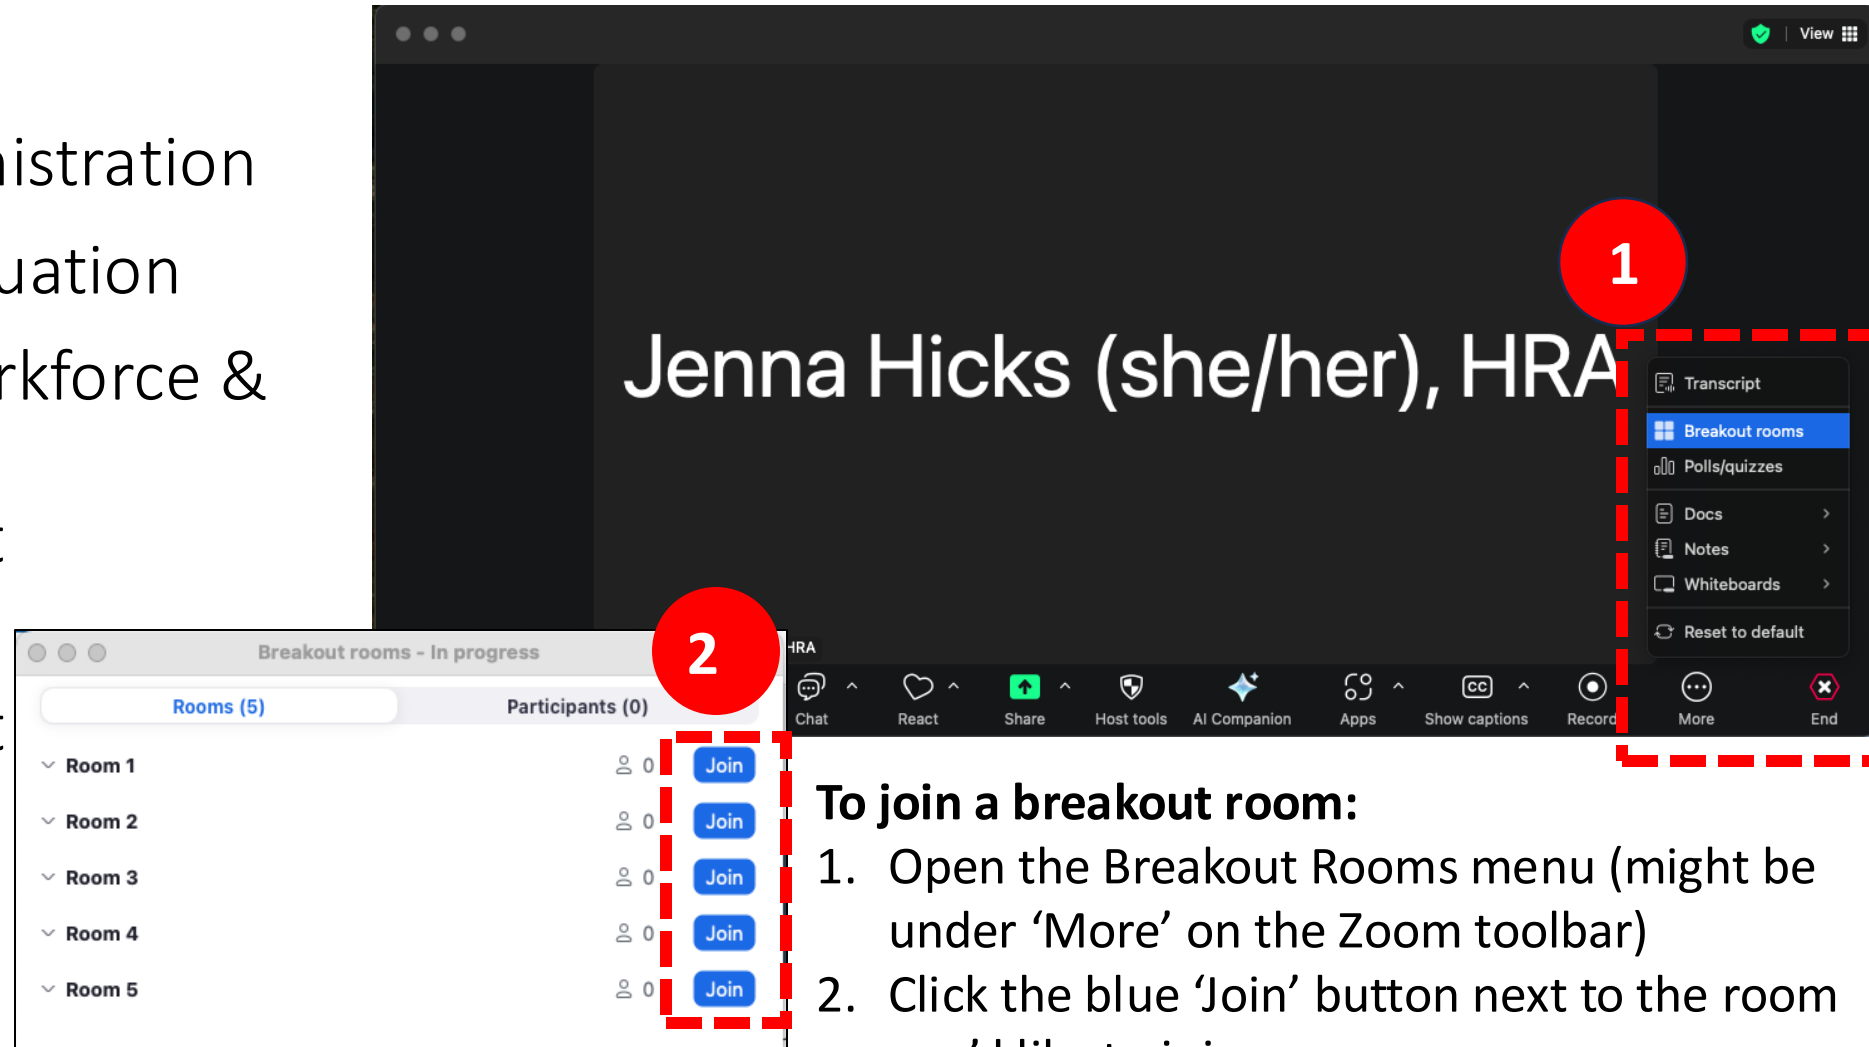 nistration
uation
rkforce &
t
t
View
1
Jenna Hicks (she/her), HRA
Transcript
Breakout rooms
Polls/quizzes
Docs
Notes
Whiteboards
Reset to default
HRA
Chat
React
Share
Host tools
AI Companion
Apps
CC
Show captions
Record
More
End
2
Breakout rooms - In progress
Rooms (5)
Participants (0)
Room 1 0 Join
Room 2 0 Join
Room 3 0 Join
Room 4 0 Join
Room 5 0 Join
To join a breakout room:
1. Open the Breakout Rooms menu (might be
under ‘More’ on the Zoom toolbar)
2. Click the blue ‘Join’ button next to the room